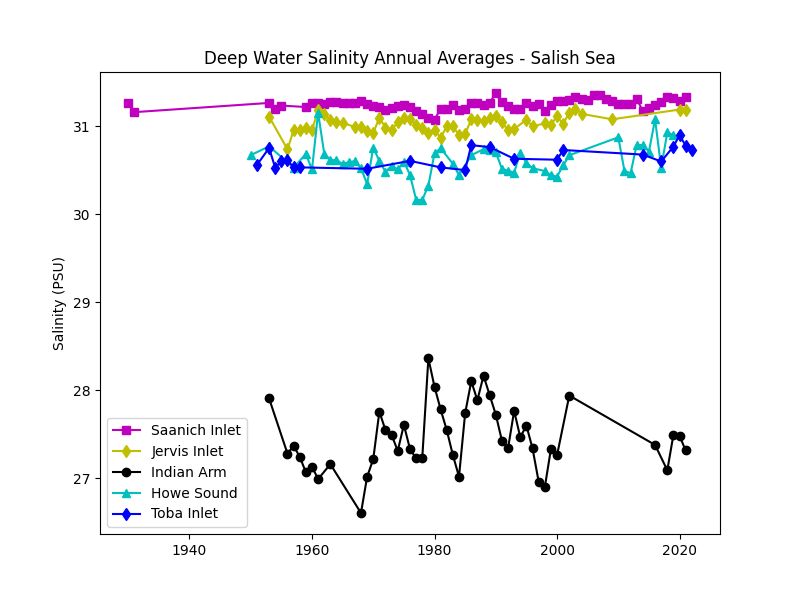 Deep Water Salinity Annual Averages - Salish Sea
Salinity (PSU)
31
30
29
28
27
Saanich Inlet
Jervis Inlet
Indian Arm
Howe Sound
Toba Inlet
1940
1960
1980
2000
2020